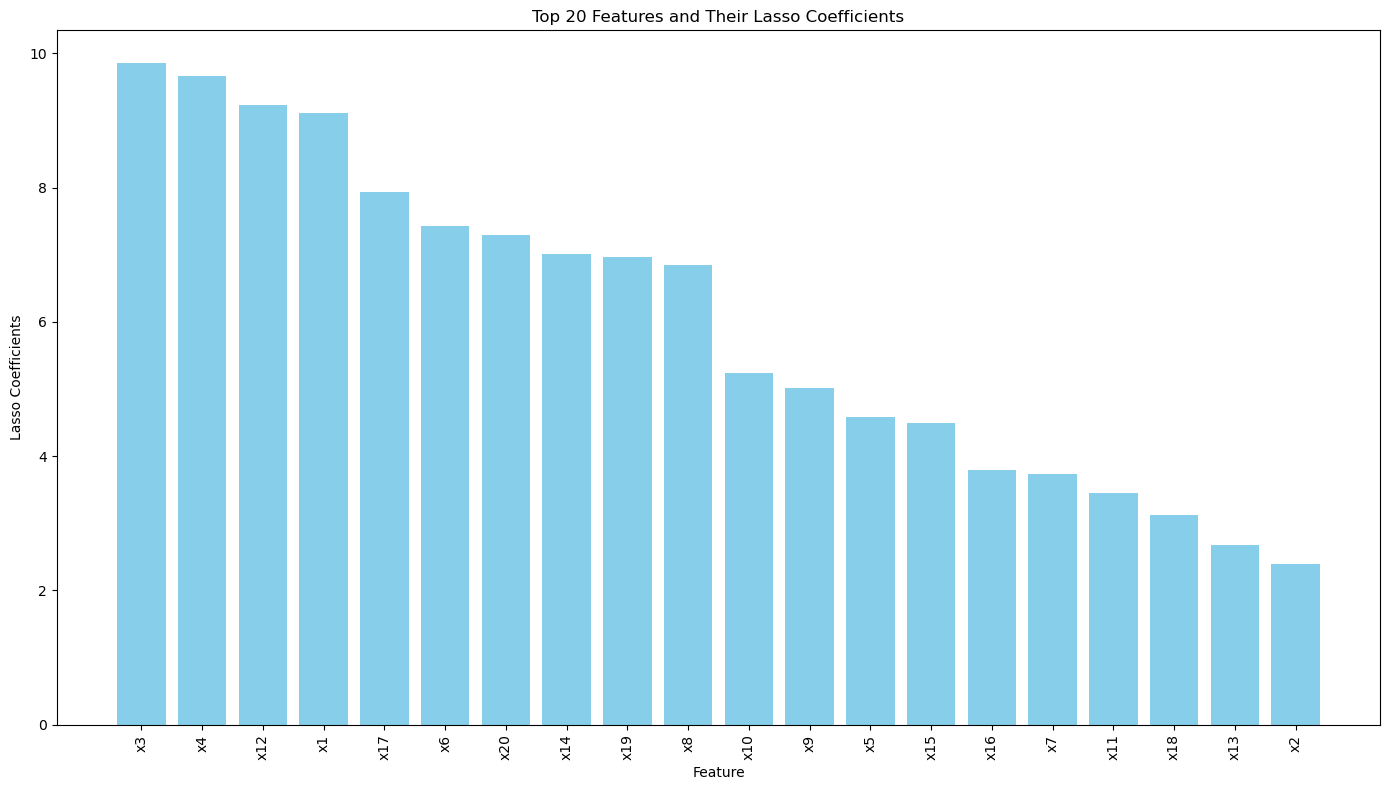 Top 20 Features and Their Lasso Coefficients
Lasso Coefficients
10
8
6
4
2
0
x3 x4 x12 x1 x17 x6 x20 x14 x19 x8 x10 x9 x5 x15 x16 x7 x11 x18 x13 x2
Feature